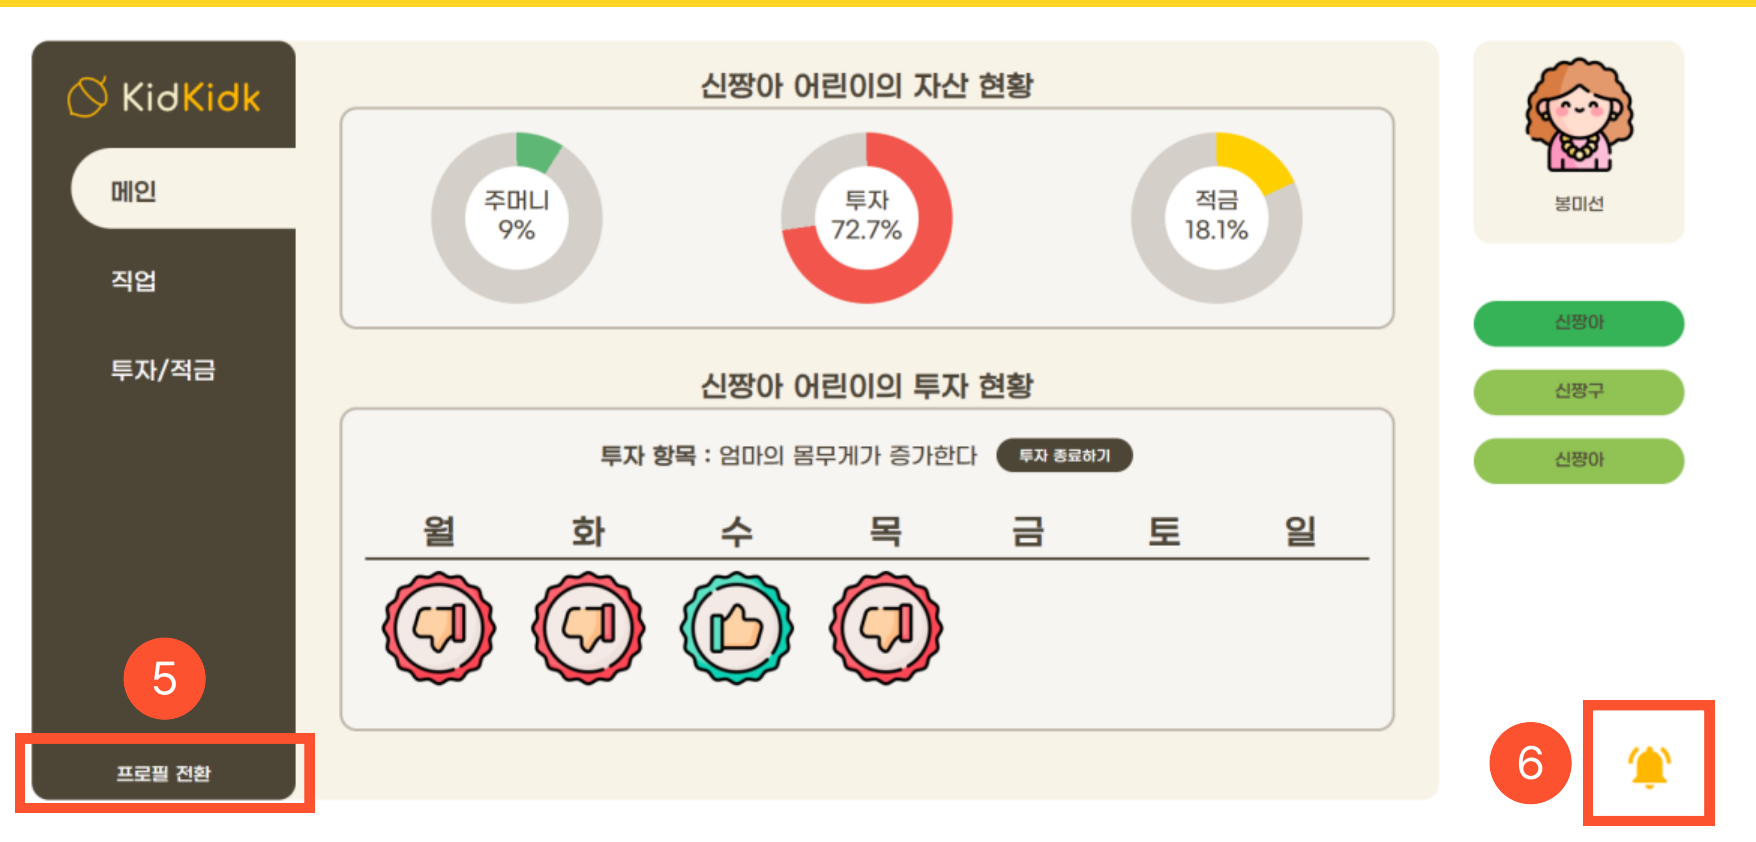 KidKidk
메인
직업
투자/적금
5
프로필 전환
신짱아 어린이의 자산 현황
주머니
9%
투자
72.7%
적금
18.1%
신짱아 어린이의 투자 현황
투자 항목 : 엄마의 몸무게가 증가한다
투자 종료하기
월 화 수 목 금 토 일
봉미선
신짱아
신짱구
신쨩아
6